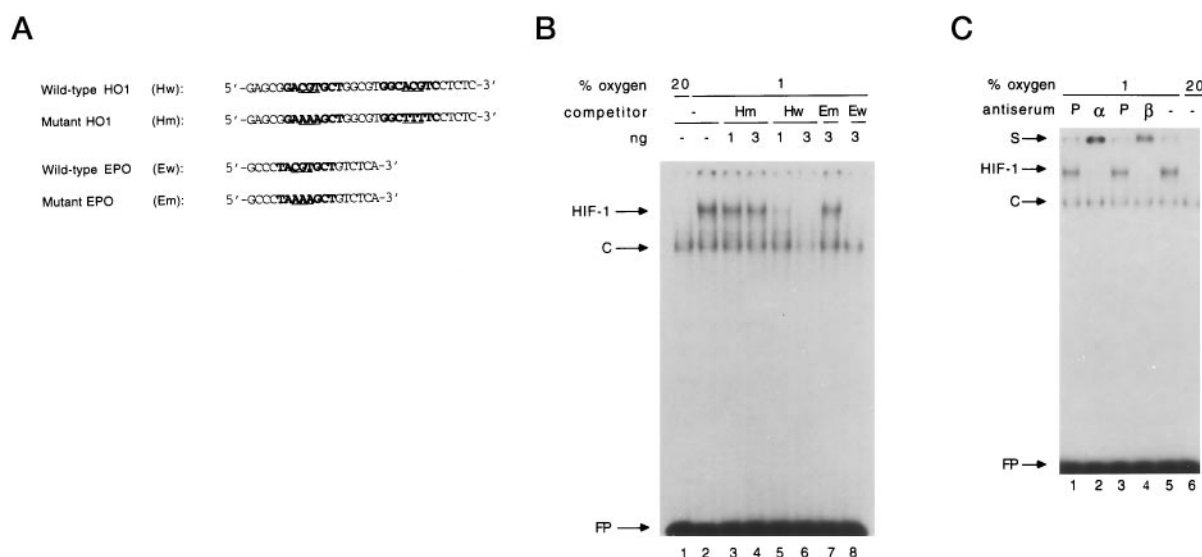 A
Wild-type HO1 (Hw): 5'-GAGCGGACGTGCTGGCGTGGCACGTCCTCTC-3'
Mutant HO1 (Hm): 5'-GAGCGGAAAAGCTGGCGTGGCTTTTCCTCTC-3'
Wild-type EPO (Ew): 5'-GCCCTACGTGCTGTCTCA-3'
Mutant EPO (Em): 5'-GCCCTAAAAGCTGTCTCA-3'
B
% oxygen 20 1
competitor - Hm Hw Em Ew
ng - - 1 3 1 3 3 3
HIF-1
C
FP
1 2 3 4 5 6 7 8
C
% oxygen 1 20
antiserum P α P β - -
S
HIF-1
C
FP
1 2 3 4 5 6